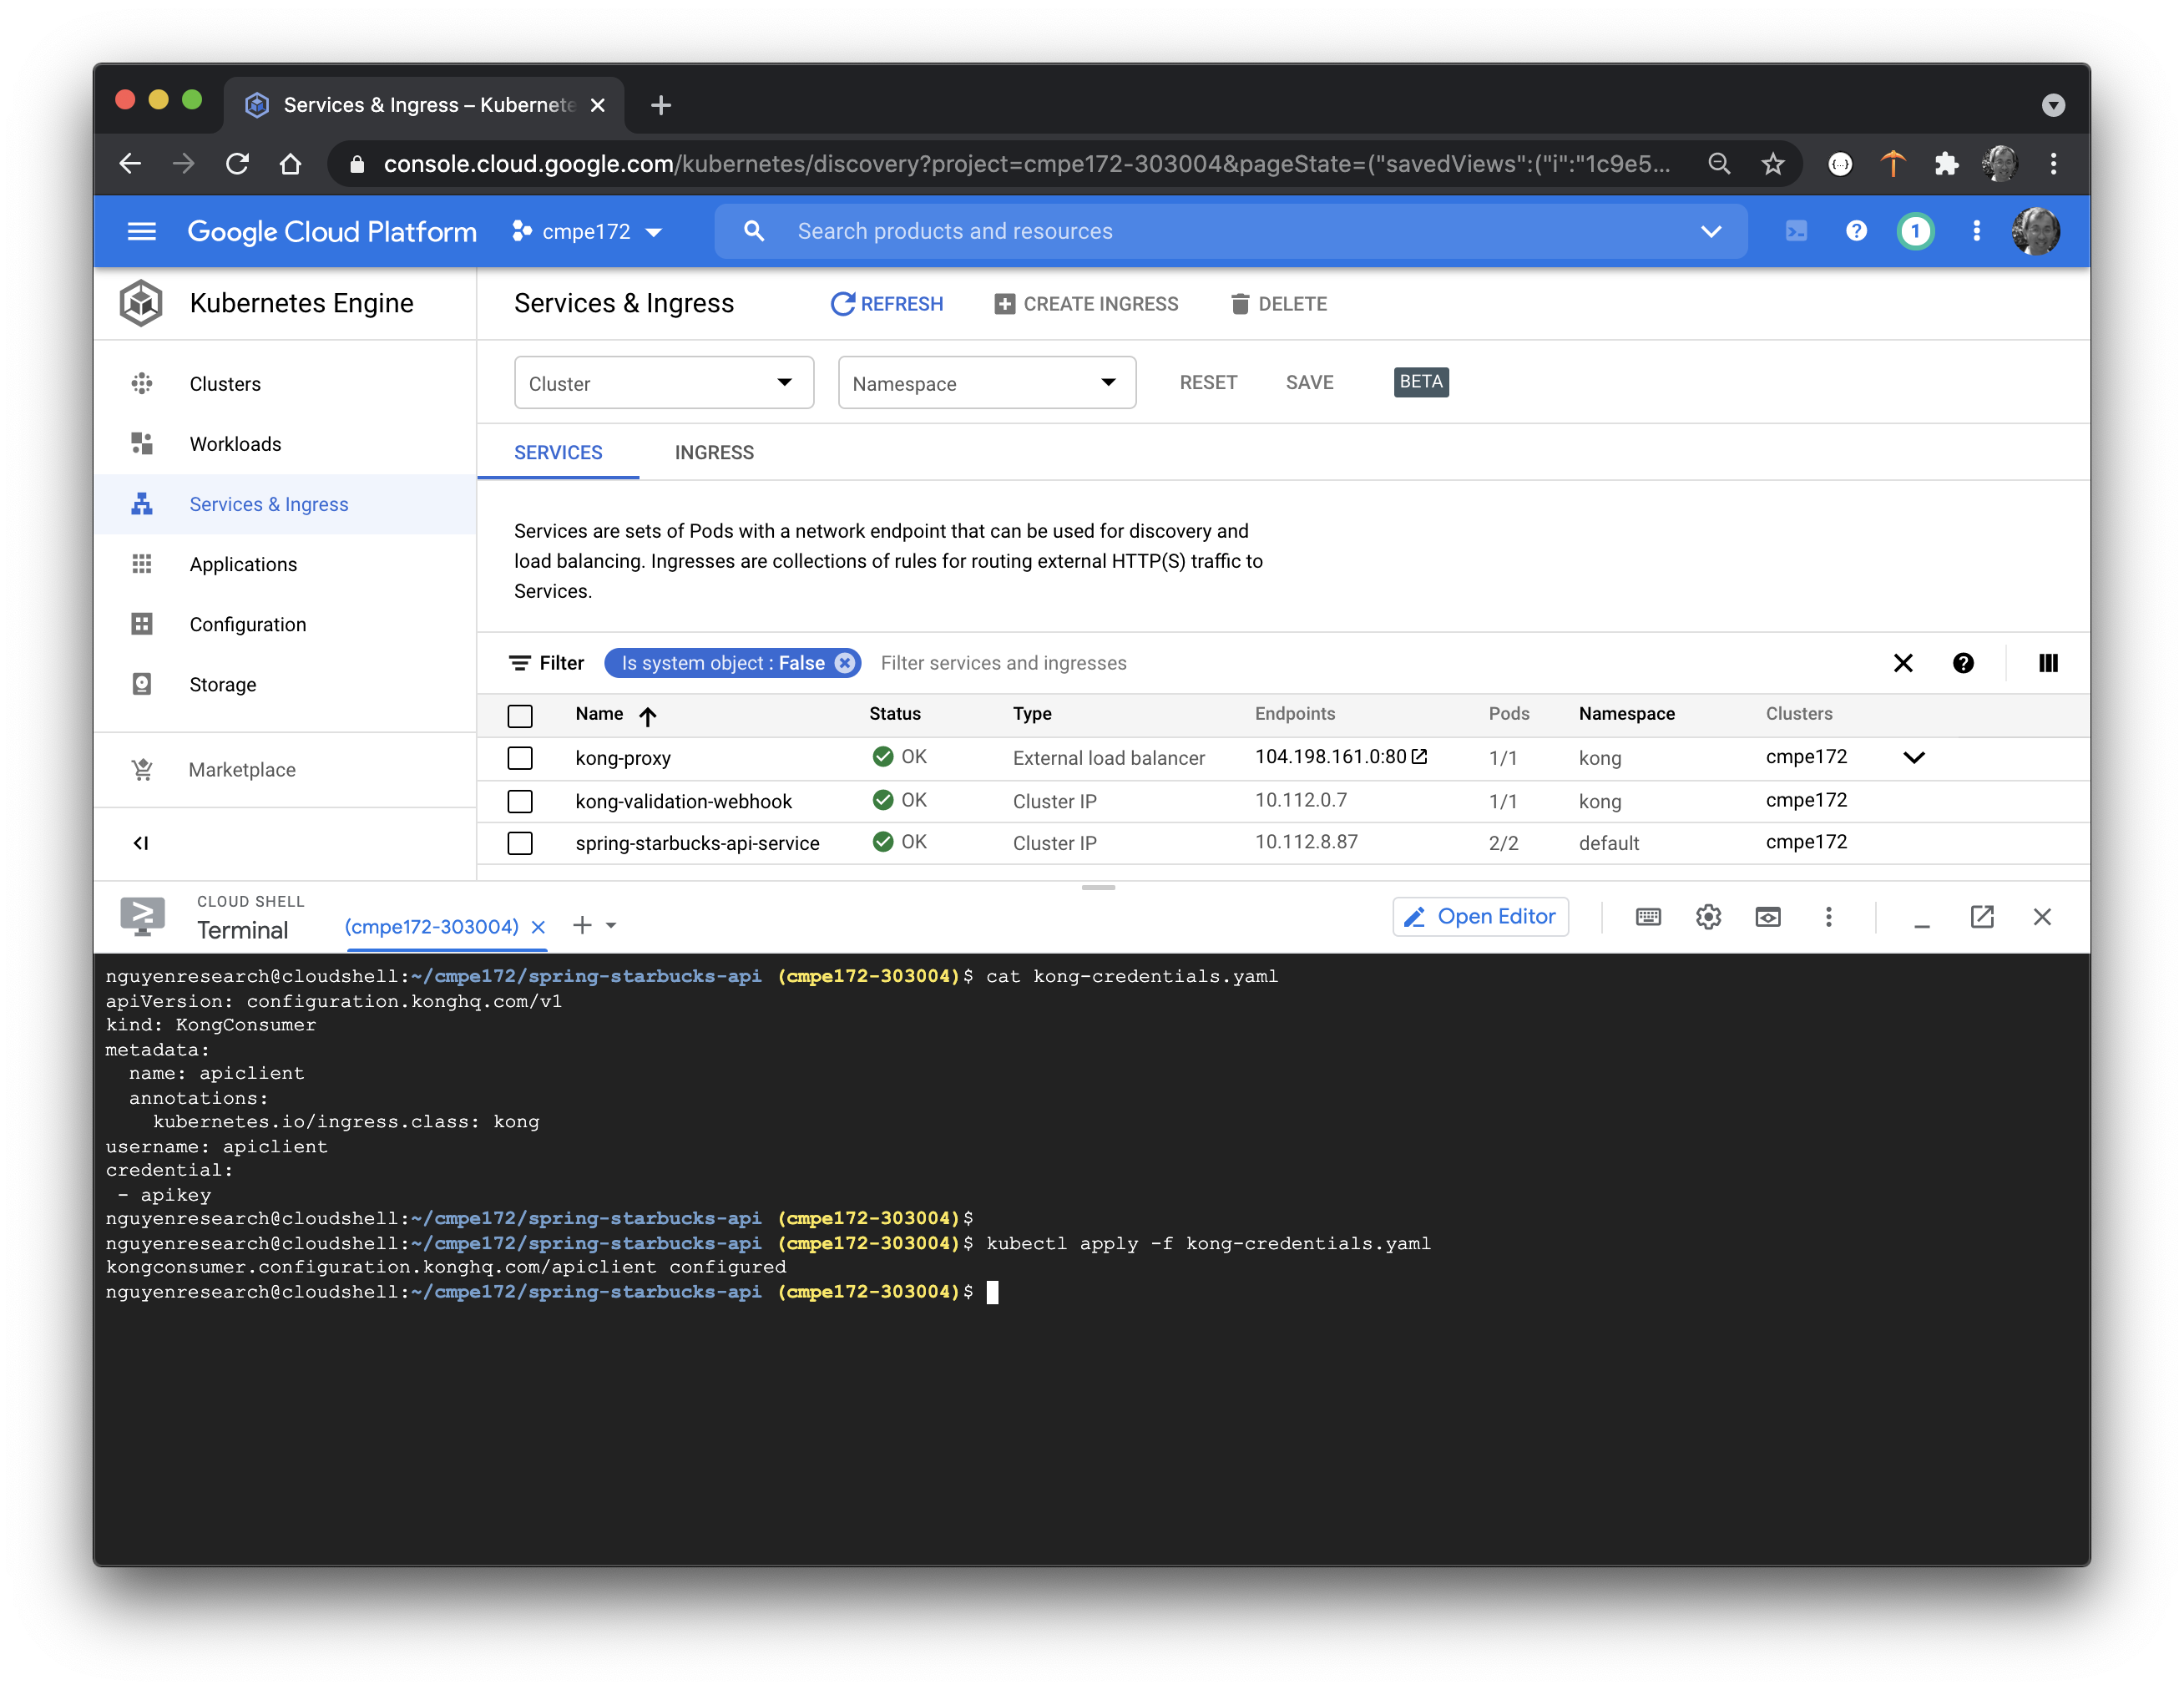 Services & Ingress – Kubernete
console.cloud.google.com/kubernetes/discovery?project=cmpe172-303004&pageState=("savedViews":("i":"1c9e5...
Google Cloud Platform cmpe172 Search products and resources 1
Kubernetes Engine
Services & Ingress REFRESH CREATE INGRESS DELETE
Clusters
Workloads
Services & Ingress
Applications
Configuration
Storage
Marketplace
Cluster Namespace RESET SAVE BETA
SERVICES INGRESS
Services are sets of Pods with a network endpoint that can be used for discovery and
load balancing. Ingresses are collections of rules for routing external HTTP(S) traffic to
Services.
Filter Is system object : False Filter services and ingresses
Name Status Type Endpoints Pods Namespace Clusters
kong-proxy OK External load balancer 104.198.161.0:80 1/1 kong cmpe172
kong-validation-webhook OK Cluster IP 10.112.0.7 1/1 kong cmpe172
spring-starbucks-api-service OK Cluster IP 10.112.8.87 2/2 default cmpe172
CLOUD SHELL
Terminal (cmpe172-303004) Open Editor
nguyenresearch@cloudshell:~/cmpe172/spring-starbucks-api (cmpe172-303004)$ cat kong-credentials.yaml
apiVersion: configuration.konghq.com/v1
kind: KongConsumer
metadata:
  name: apiclient
  annotations:
    kubernetes.io/ingress.class: kong
username: apiclient
credential:
 - apikey
nguyenresearch@cloudshell:~/cmpe172/spring-starbucks-api (cmpe172-303004)$
nguyenresearch@cloudshell:~/cmpe172/spring-starbucks-api (cmpe172-303004)$ kubectl apply -f kong-credentials.yaml
kongconsumer.configuration.konghq.com/apiclient configured
nguyenresearch@cloudshell:~/cmpe172/spring-starbucks-api (cmpe172-303004)$